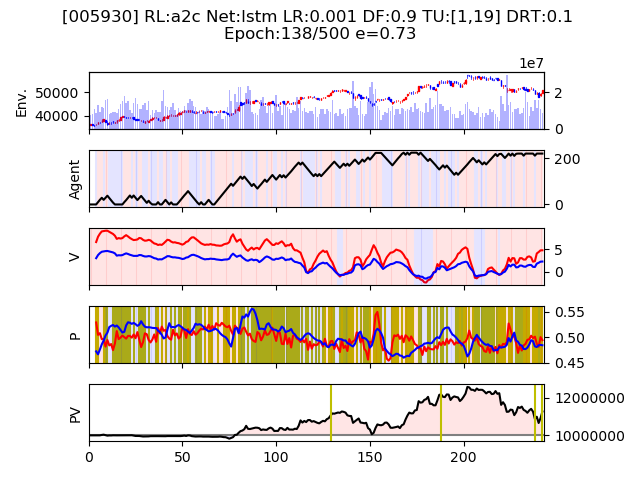 [005930] RL:a2c Net:lstm LR:0.001 DF:0.9 TU:[1,19] DRT:0.1
Epoch:138/500 e=0.73
1e7
Env.
50000
40000
2
0
Agent
200
0
V
5
0
P
0.55
0.50
0.45
PV
12000000
10000000
0
50
100
150
200